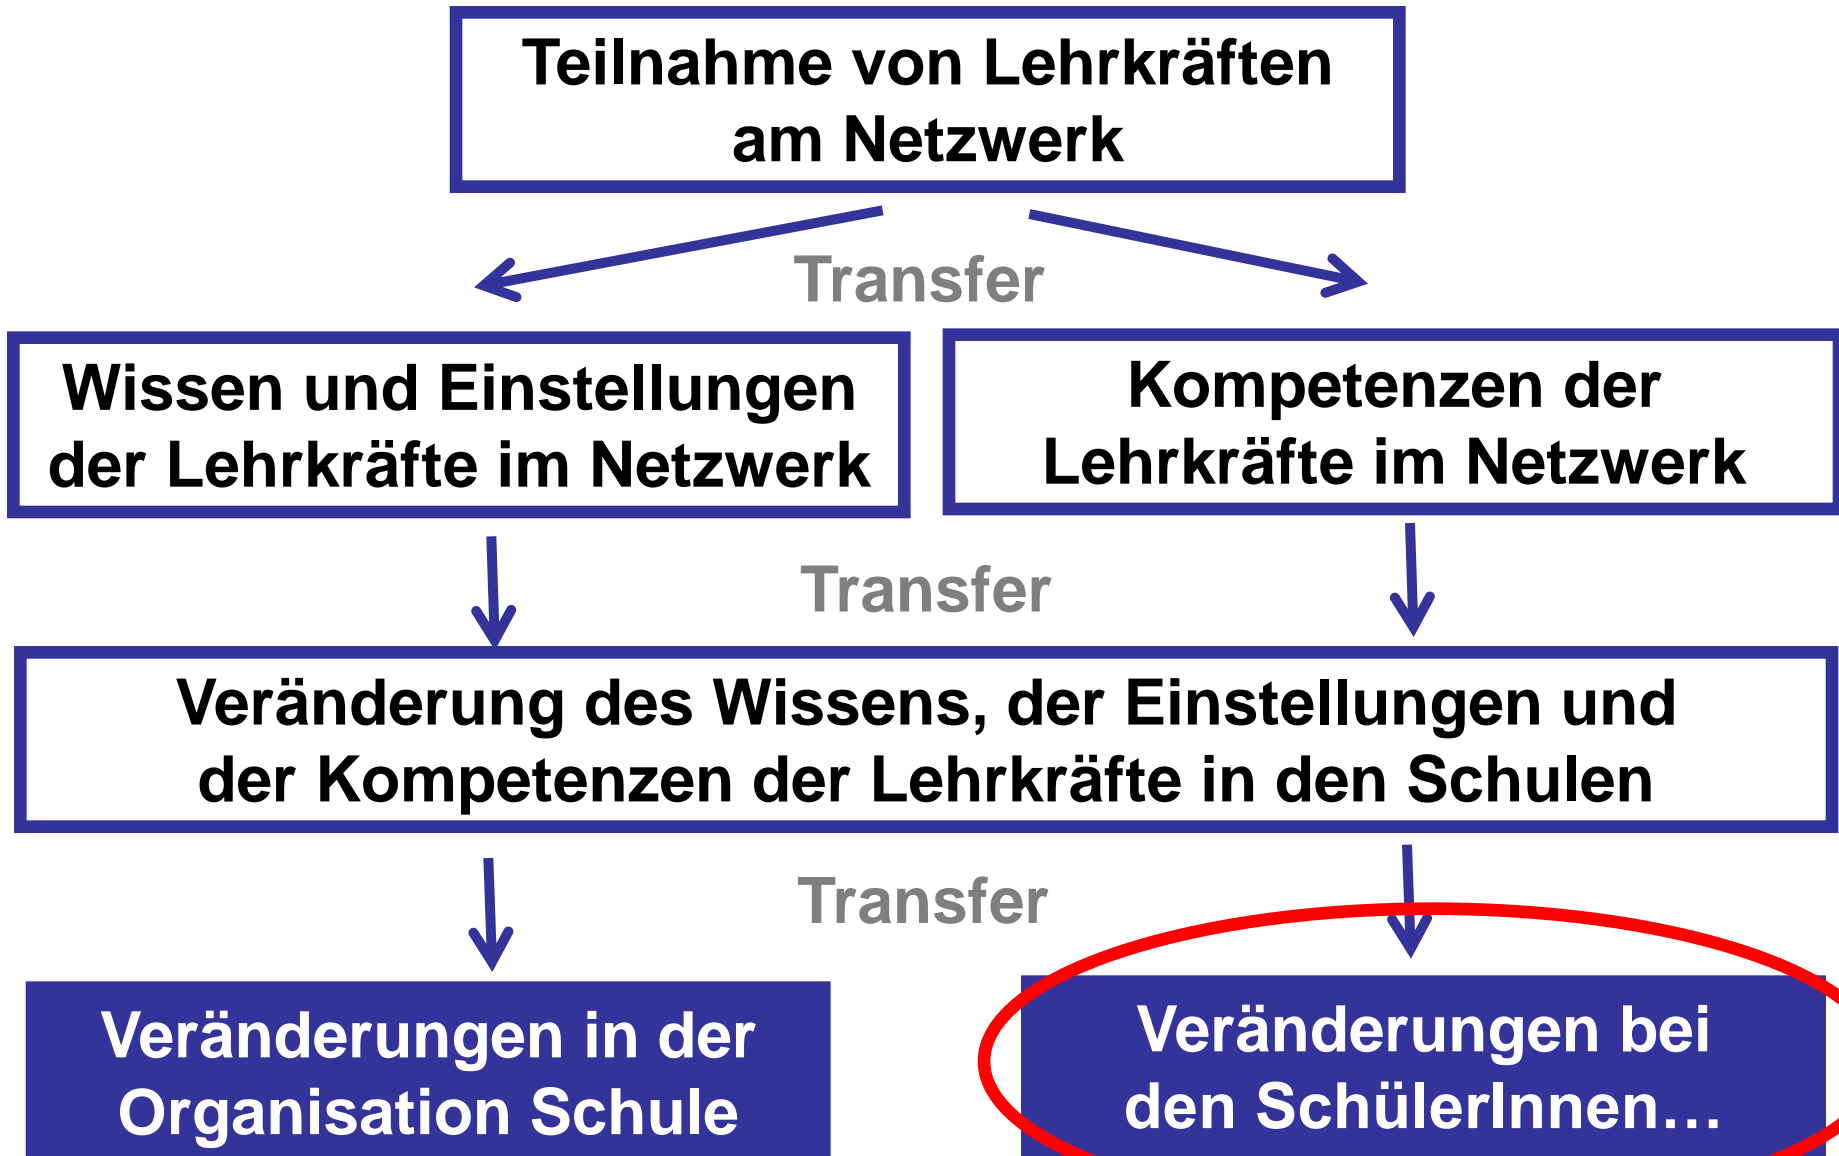 Teilnahme von Lehrkräften
am Netzwerk
Transfer
Wissen und Einstellungen
der Lehrkräfte im Netzwerk
Kompetenzen der
Lehrkräfte im Netzwerk
Transfer
Veränderung des Wissens, der Einstellungen und
der Kompetenzen der Lehrkräfte in den Schulen
Transfer
Veränderungen in der
Organisation Schule
Veränderungen bei
den SchülerInnen…